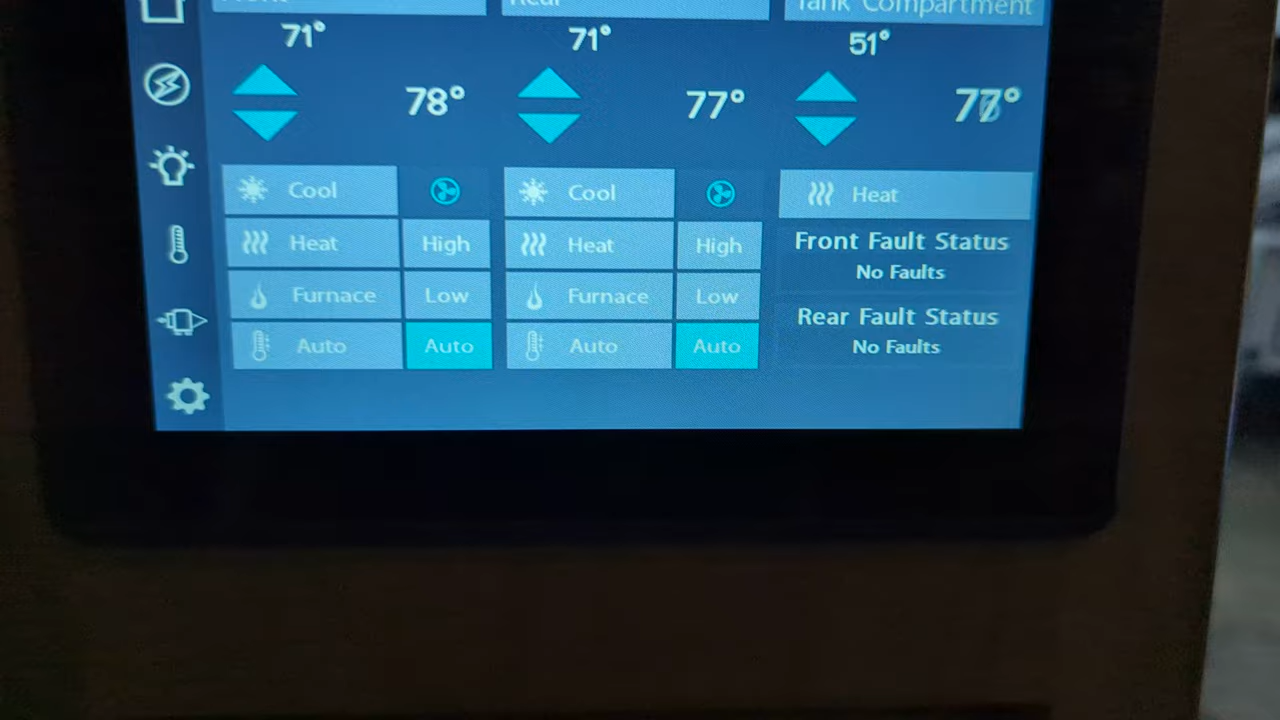 Rear
Tank Compartment
71°
71°
51°
78°
77°
Cool
Cool
Heat
Heat
High
Heat
High
Front Fault Status
No Faults
Furnace
Low
Furnace
Low
Rear Fault Status
No Faults
Auto
Auto
Auto
Auto